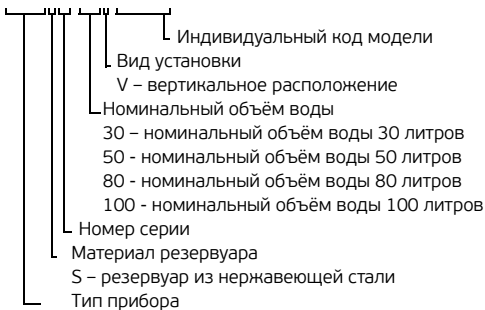 Индивидуальный код модели
Вид установки
V – вертикальное расположение
Номинальный объём воды
30 – номинальный объём воды 30 литров
50 - номинальный объём воды 50 литров
80 - номинальный объём воды 80 литров
100 - номинальный объём воды 100 литров
Номер серии
Материал резервуара
S – резервуар из нержавеющей стали
Тип прибора